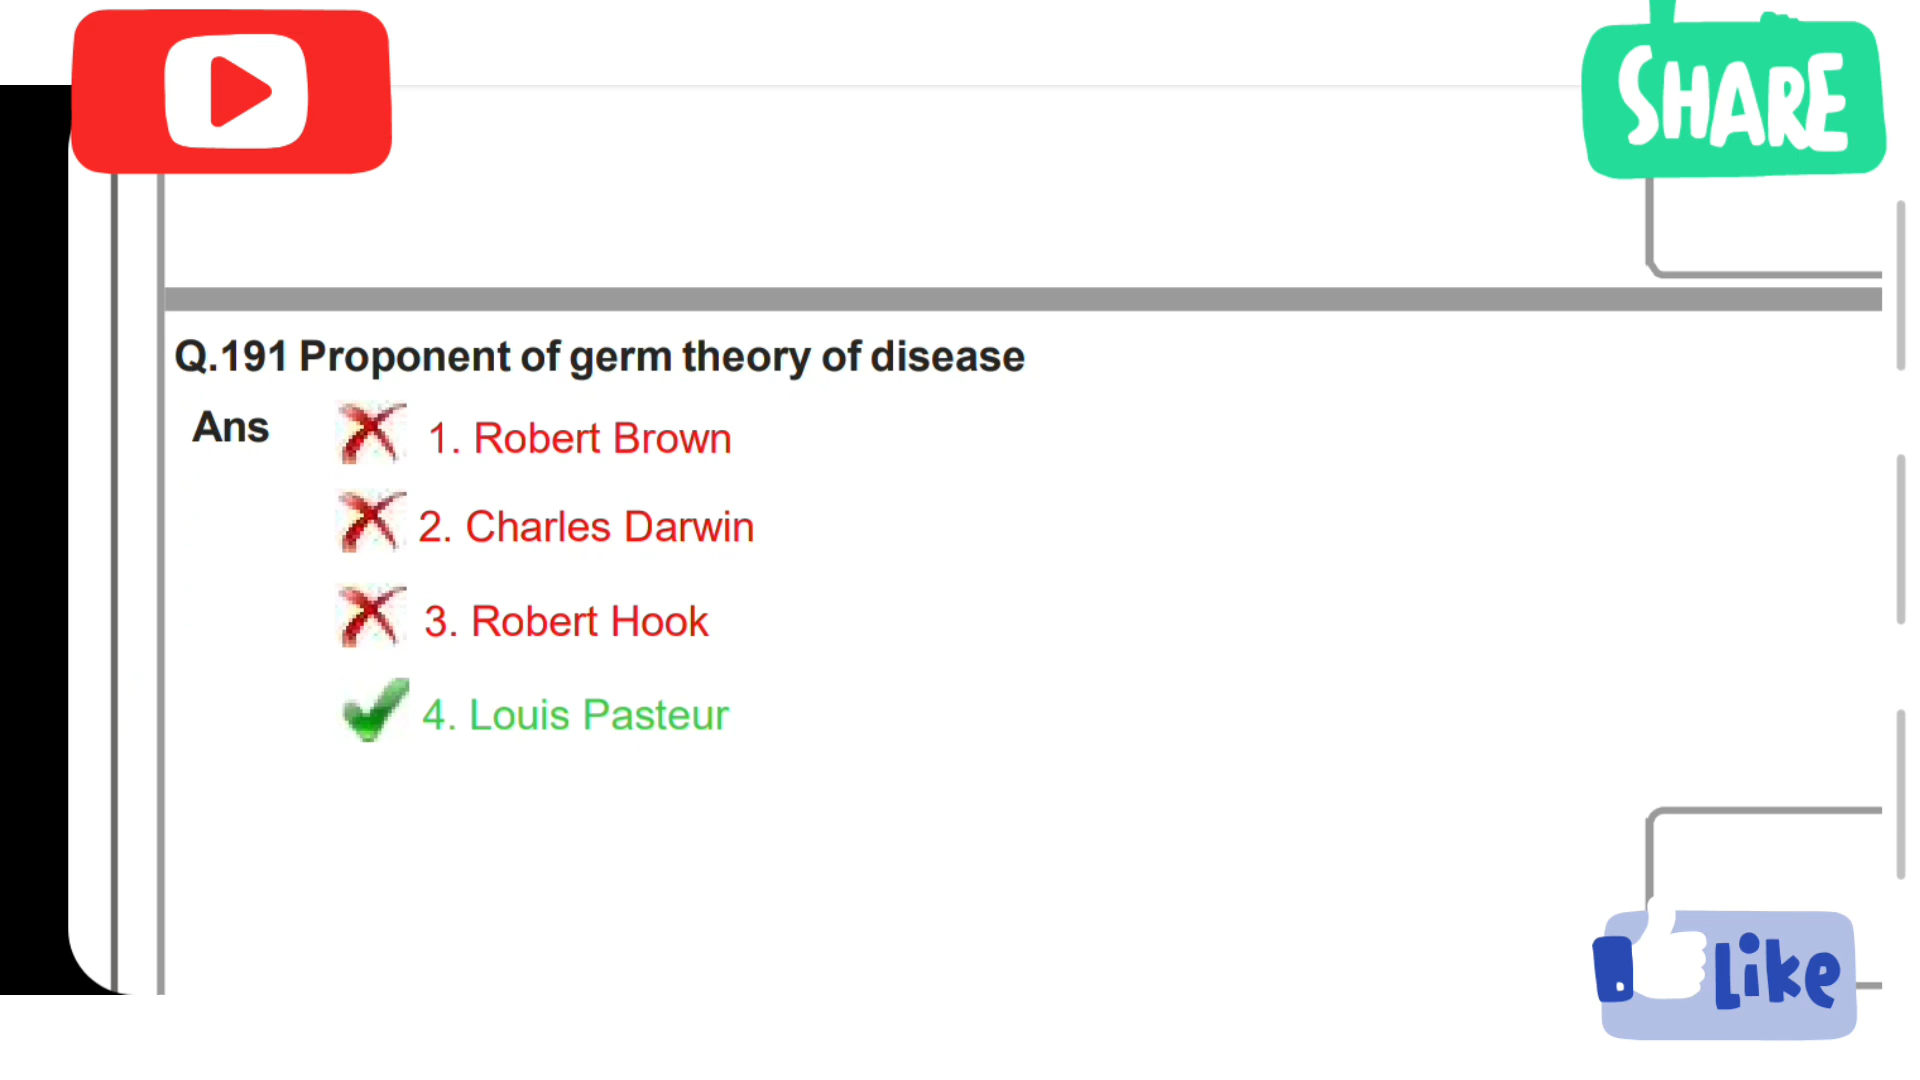 SHARE
Q.191 Proponent of germ theory of disease
Ans
1. Robert Brown
2. Charles Darwin
3. Robert Hook
4. Louis Pasteur
Like